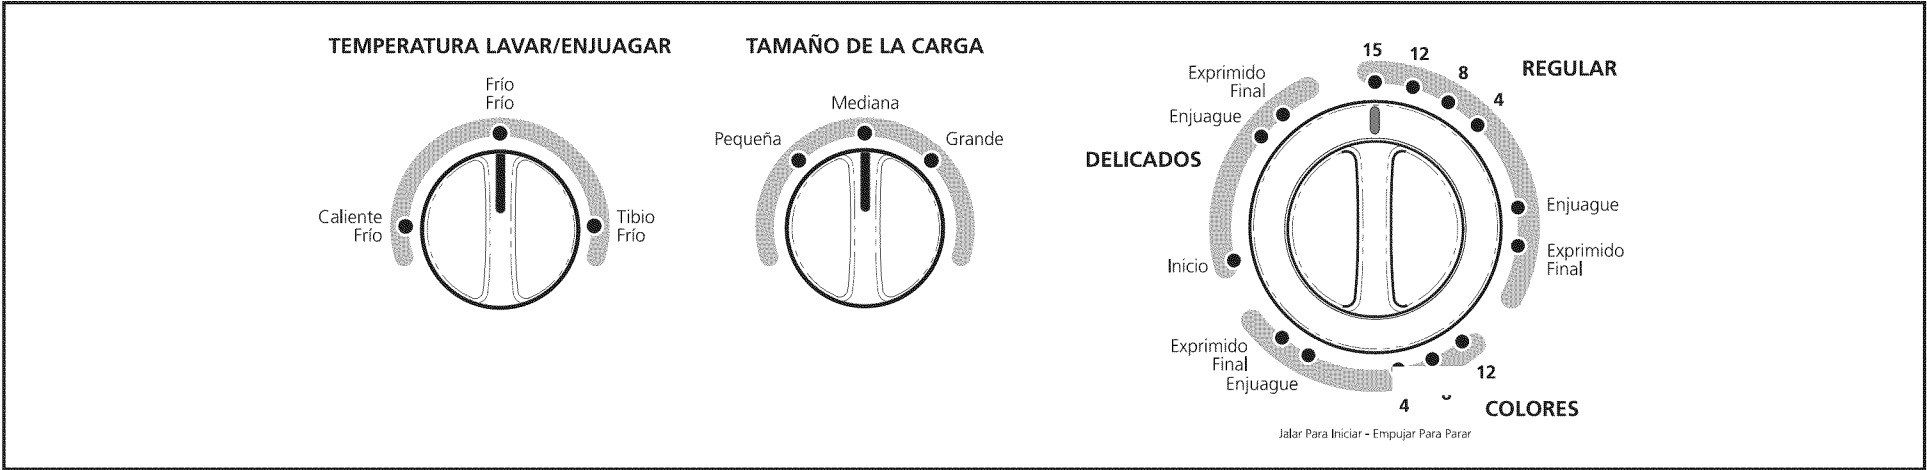 TEMPERATURA LAVAR/ENJUAGAR
Frío
Frío
Caliente
Frío
Tibio
Frío
TAMAÑO DE LA CARGA
Mediana
Pequeña
Grande
15
12
8
4
REGULAR
Exprimido
Final
Enjuague
DELICADOS
Inicio
Enjuague
Exprimido
Final
Exprimido
Final
Enjuague
12
4
COLORES
Jalar Para Iniciar - Empujar Para Parar